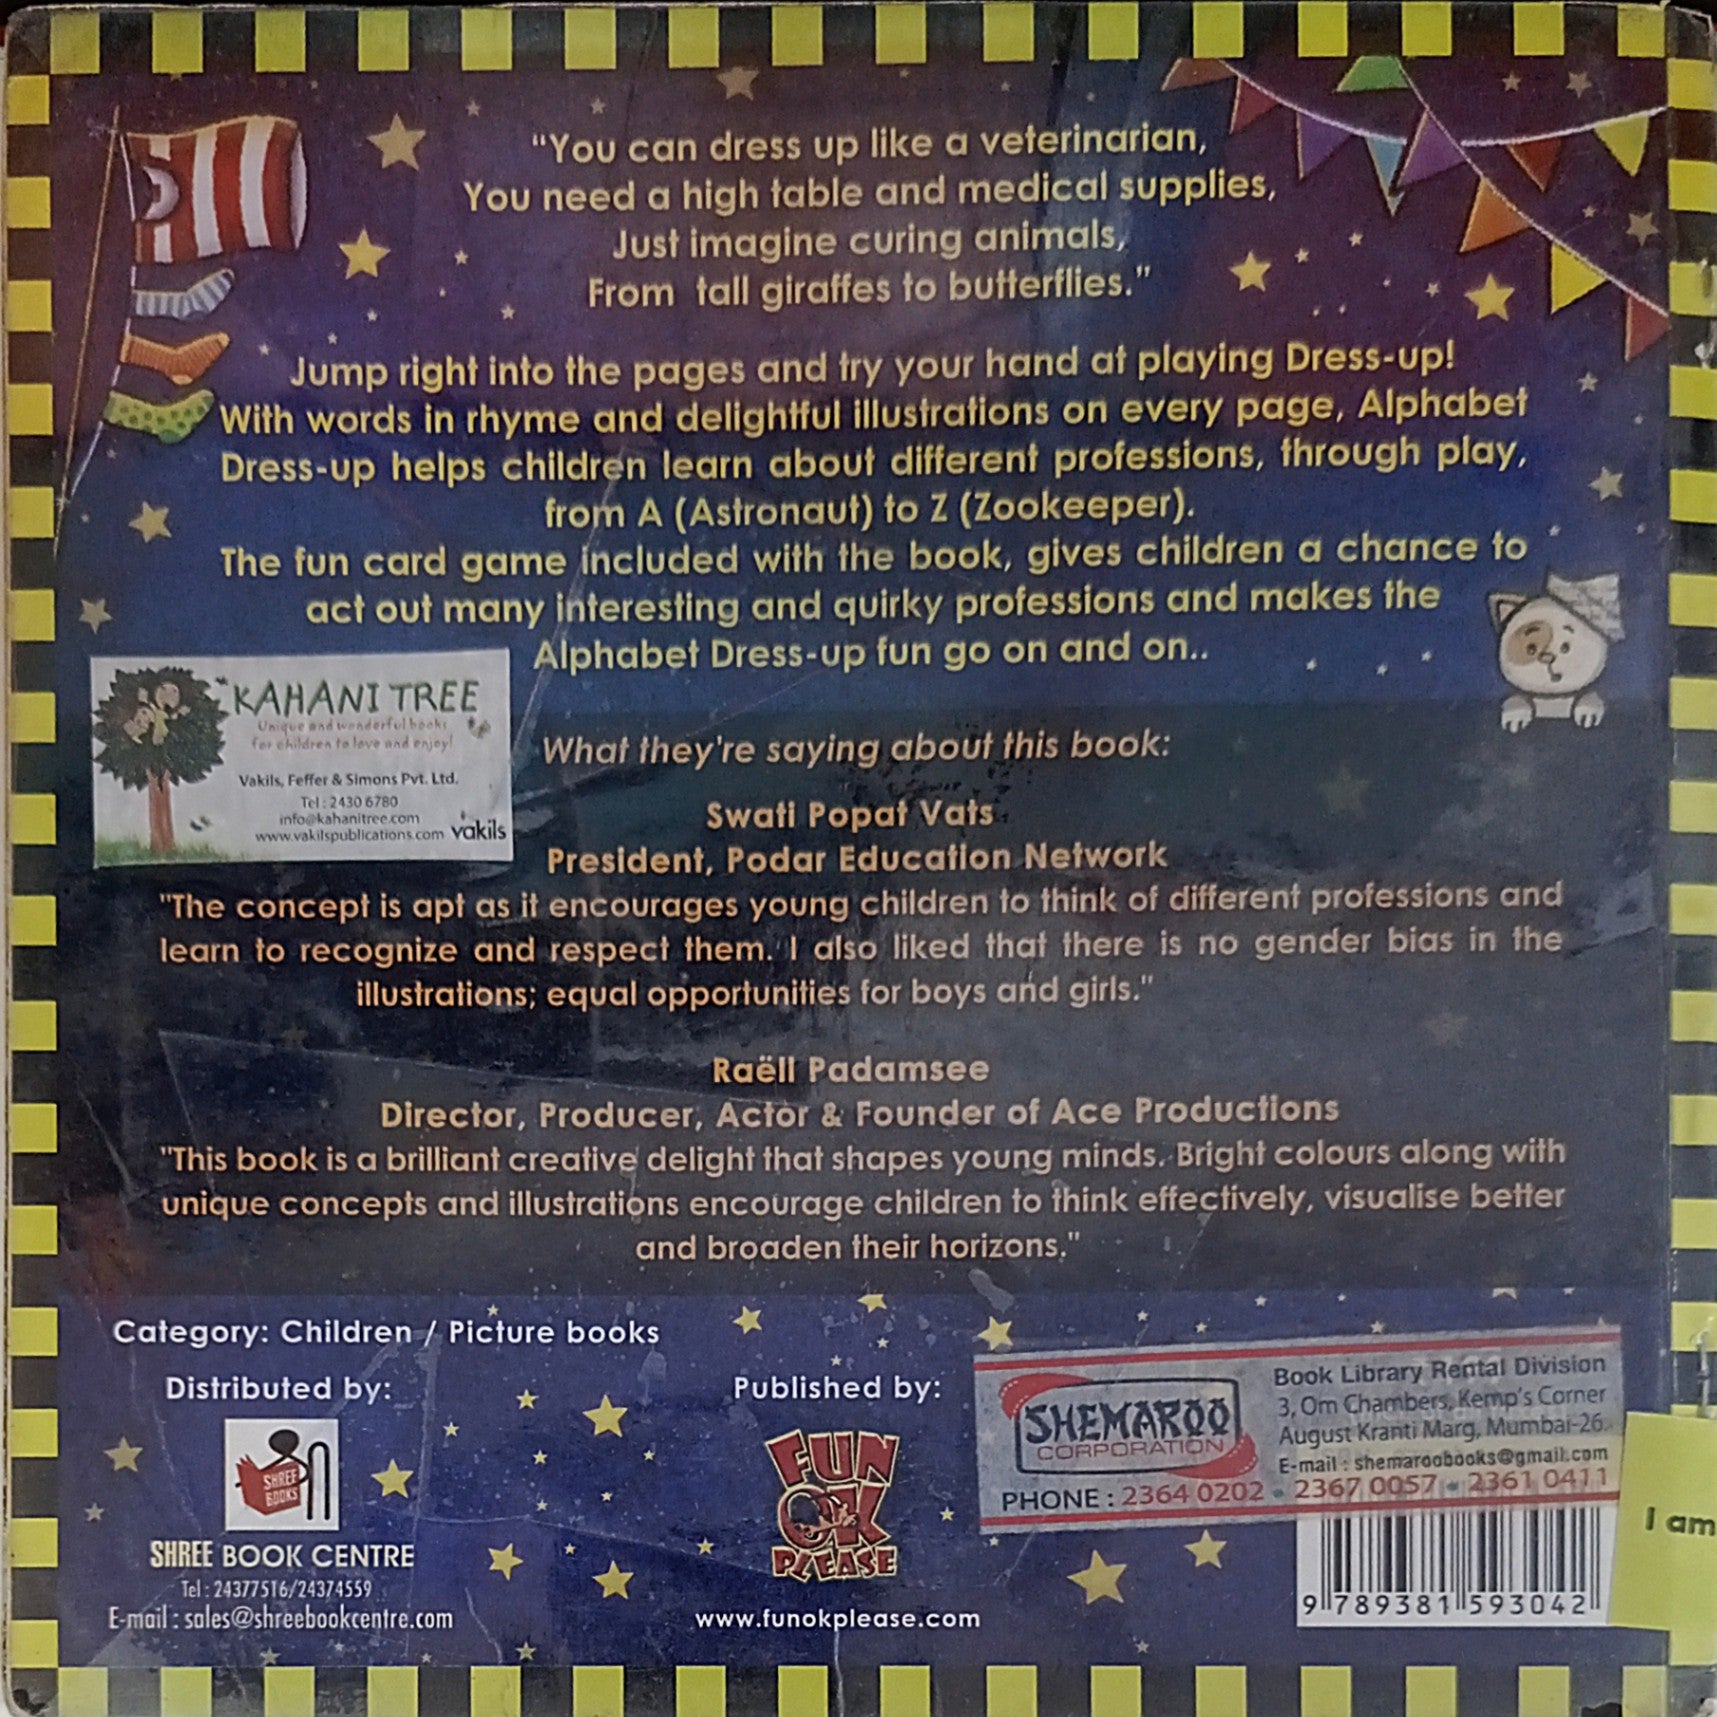 "You can dress up like a veterinarian,
You need a high table and medical supplies,
Just imagine curing animals,
From tall giraffes to butterflies."
Jump right into the pages and try your hand at playing Dress-up!
With words in rhyme and delightful illustrations on every page, Alphabet
Dress-up helps children learn about different professions, through play,
from A (Astronaut) to Z (Zookeeper).
The fun card game included with the book, gives children a chance to
act out many interesting and quirky professions and makes the
Alphabet Dress-up fun go on and on..
KAHANI TREE
Unique and wonderful books
for children to love and enjoy!
Vakils, Feffer & Simons Pvt. Ltd.
Tel : 2430 6780
info@kahanitree.com
www.vakilspublications.com vakils
What they're saying about this book:
Swati Popat Vats
President, Podar Education Network
"The concept is apt as it encourages young children to think of different professions and
learn to recognize and respect them. I also liked that there is no gender bias in the
illustrations; equal opportunities for boys and girls."
Raëll Padamsee
Director, Producer, Actor & Founder of Ace Productions
"This book is a brilliant creative delight that shapes young minds. Bright colours along with
unique concepts and illustrations encourage children to think effectively, visualise better
and broaden their horizons."
Category: Children / Picture books
Distributed by:
SHREE
BOOKS
SHREE BOOK CENTRE
Tel : 24377516/24374559
E-mail : sales@shreebookcentre.com
Published by:
FUN
OK
PLEASE
www.funokplease.com
SHEMAROO
CORPORATION
Book Library Rental Division
3, Om Chambers, Kemp's Corner
August Kranti Marg, Mumbai-26.
E-mail : shemaroobooks@gmail.com
PHONE : 2364 0202 • 2367 0057 • 2361 0411
9 789381 593042
I am